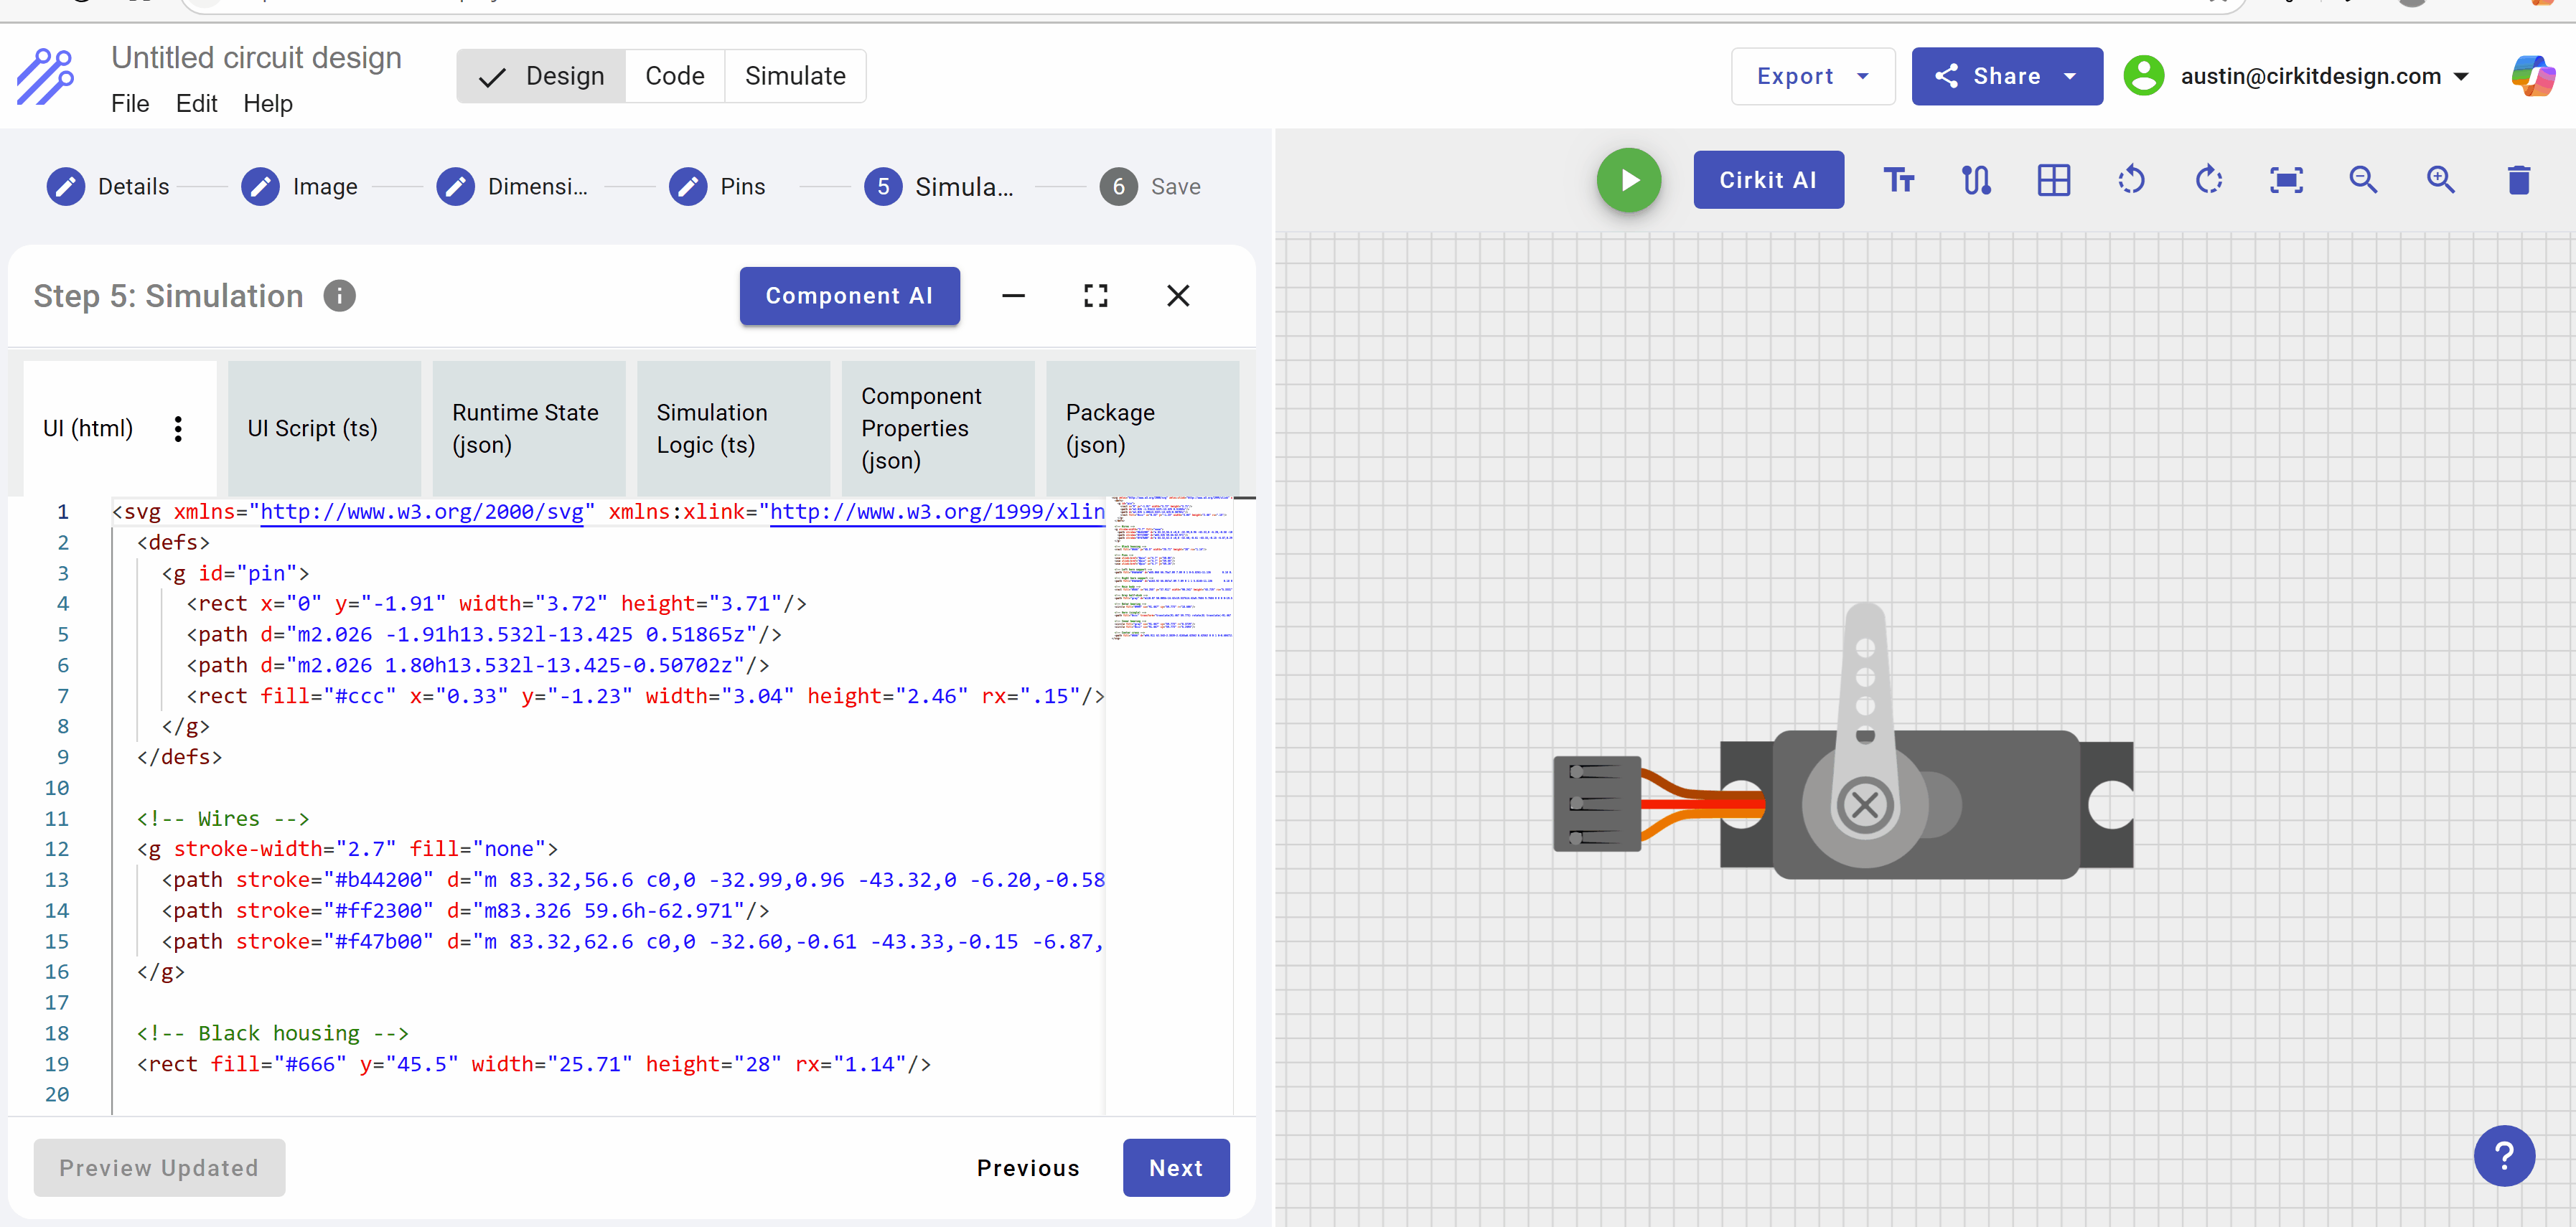 Untitled circuit design
File Edit Help
Design Code Simulate
Export
Share
austin@cirkitdesign.com
Details
Image
Dimensi...
Pins
5 Simula...
6 Save
Cirkit AI
Step 5: Simulation
Component AI
UI (html)
UI Script (ts)
Runtime State
(json)
Simulation
Logic (ts)
Component
Properties
(json)
Package
(json)
1 <svg xmlns="http://www.w3.org/2000/svg" xmlns:xlink="http://www.w3.org/1999/xlin
2 <defs>
3 <g id="pin">
4 <rect x="0" y="-1.91" width="3.72" height="3.71"/>
5 <path d="m2.026 -1.91h13.532l-13.425 0.51865z"/>
6 <path d="m2.026 1.80h13.532l-13.425-0.50702z"/>
7 <rect fill="#ccc" x="0.33" y="-1.23" width="3.04" height="2.46" rx=".15"/>
8 </g>
9 </defs>
10
11 <!-- Wires -->
12 <g stroke-width="2.7" fill="none">
13 <path stroke="#b44200" d="m 83.32,56.6 c0,0 -32.99,0.96 -43.32,0 -6.20,-0.58
14 <path stroke="#ff2300" d="m83.326 59.6h-62.971"/>
15 <path stroke="#f47b00" d="m 83.32,62.6 c0,0 -32.60,-0.61 -43.33,-0.15 -6.87,
16 </g>
17
18 <!-- Black housing -->
19 <rect fill="#666" y="45.5" width="25.71" height="28" rx="1.14"/>
20
Preview Updated
Previous
Next
?